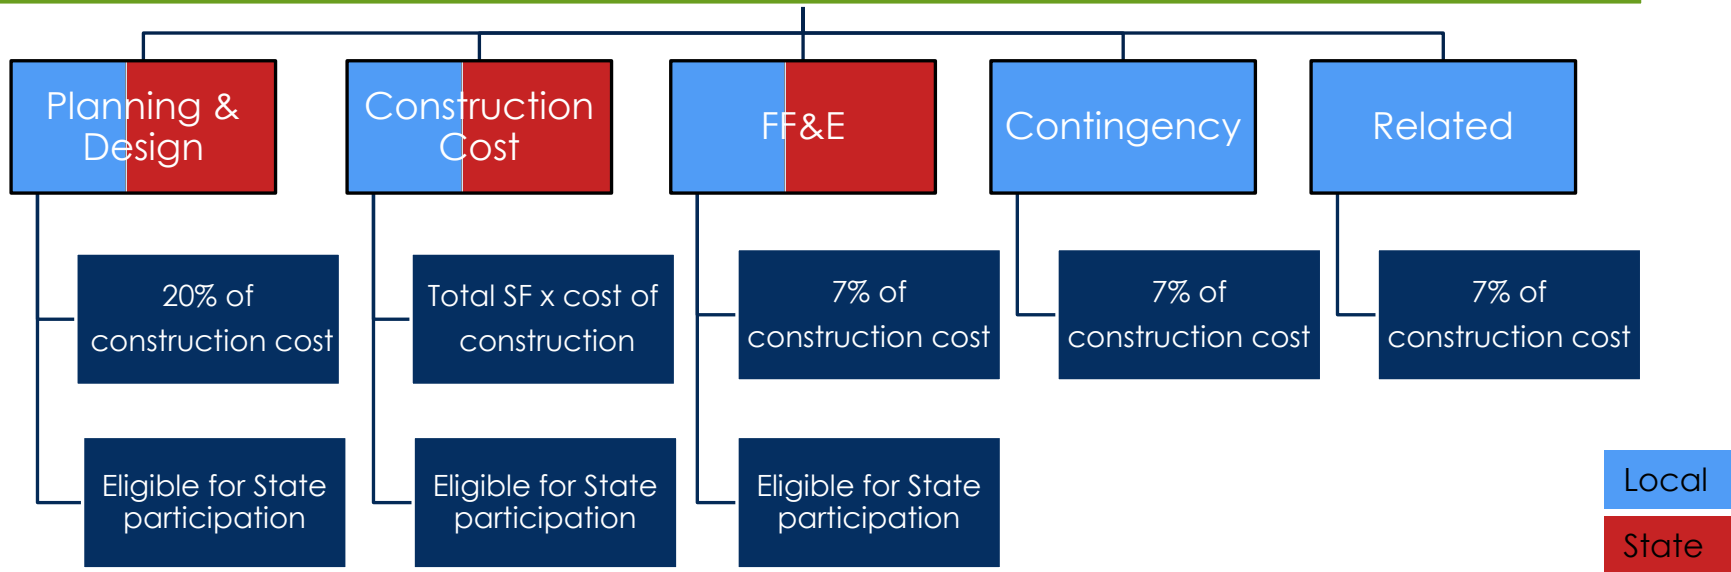 Planning &
Design
Construction
Cost
FF&E
Contingency
Related
20% of
construction cost
Total SF x cost of
construction
7% of
construction cost
7% of
construction cost
7% of
construction cost
Eligible for State
participation
Eligible for State
participation
Eligible for State
participation
Local
State